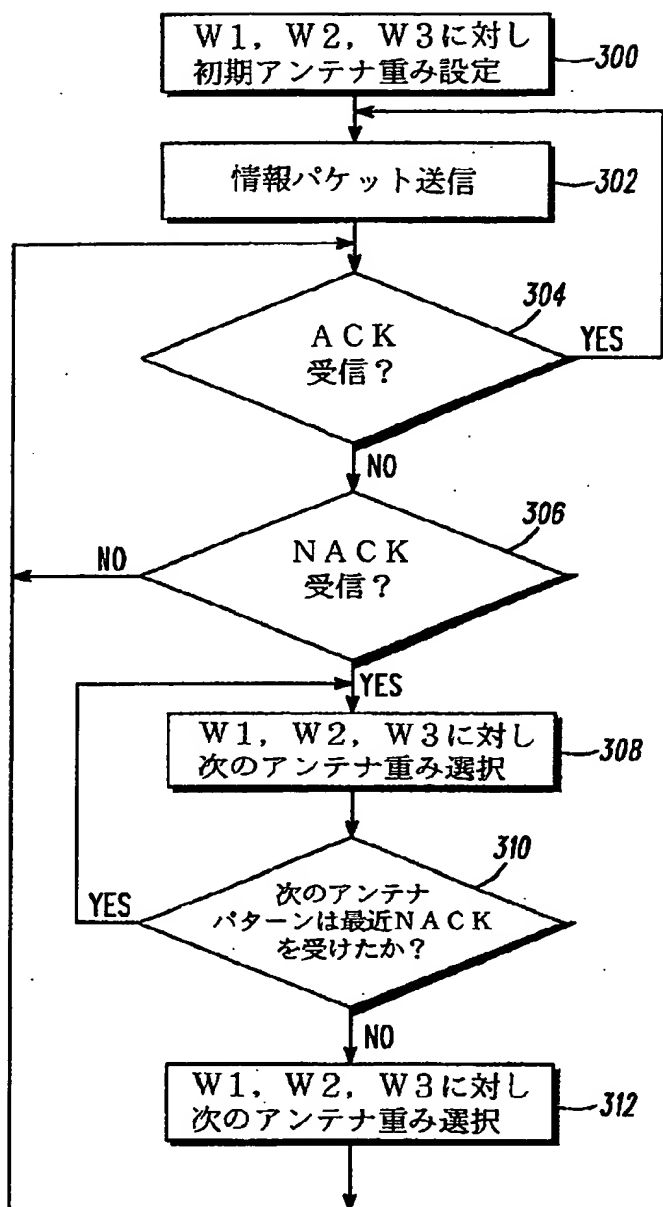 W1, W2, W3に対し
初期アンテナ重み設定
300
情報パケット送信
302
304
ACK
受信?
YES
NO
306
NACK
受信?
NO
YES
W1, W2, W3に対し
次のアンテナ重み選択
308
310
次のアンテナ
パターンは最近NACK
を受けたか?
YES
NO
W1, W2, W3に対し
次のアンテナ重み選択
312